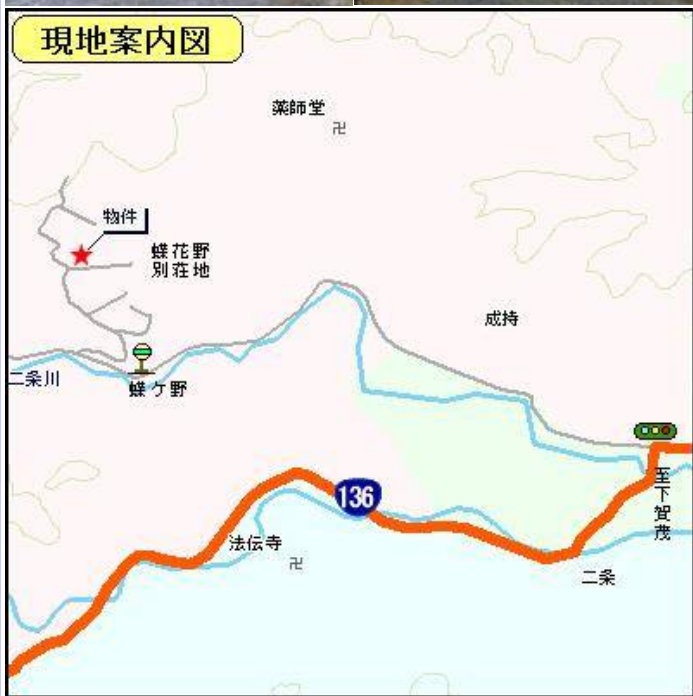 現地案内図
薬師堂
物件
蝶花野
別荘地
成持
二条川
蝶ケ野
136
至下賀茂
法伝寺
二条